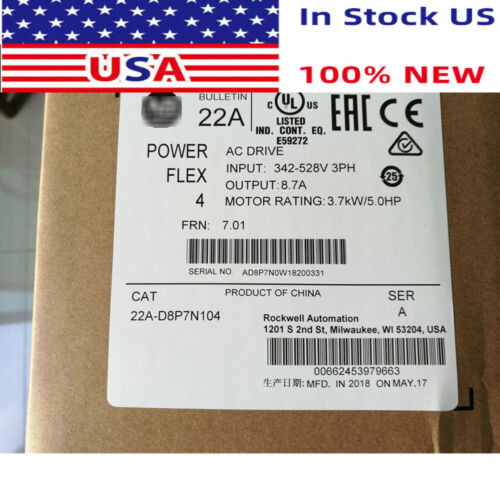 In Stock US
USA
100% NEW
BULLETIN
22A
C UL US
LISTED
IND. CONT. EQ.
E59272
EAC CE
POWER
FLEX
4
AC DRIVE
INPUT: 342-528V 3PH
OUTPUT: 8.7A
MOTOR RATING: 3.7kW/5.0HP
25
FRN: 7.01
SERIAL NO. AD8P7N0W18200331
CAT
PRODUCT OF CHINA
SER
22A-D8P7N104
A
Rockwell Automation
1201 S 2nd St, Milwaukee, WI 53204, USA
00662453979663
生产日期: MFD. IN 2018 ON MAY.17